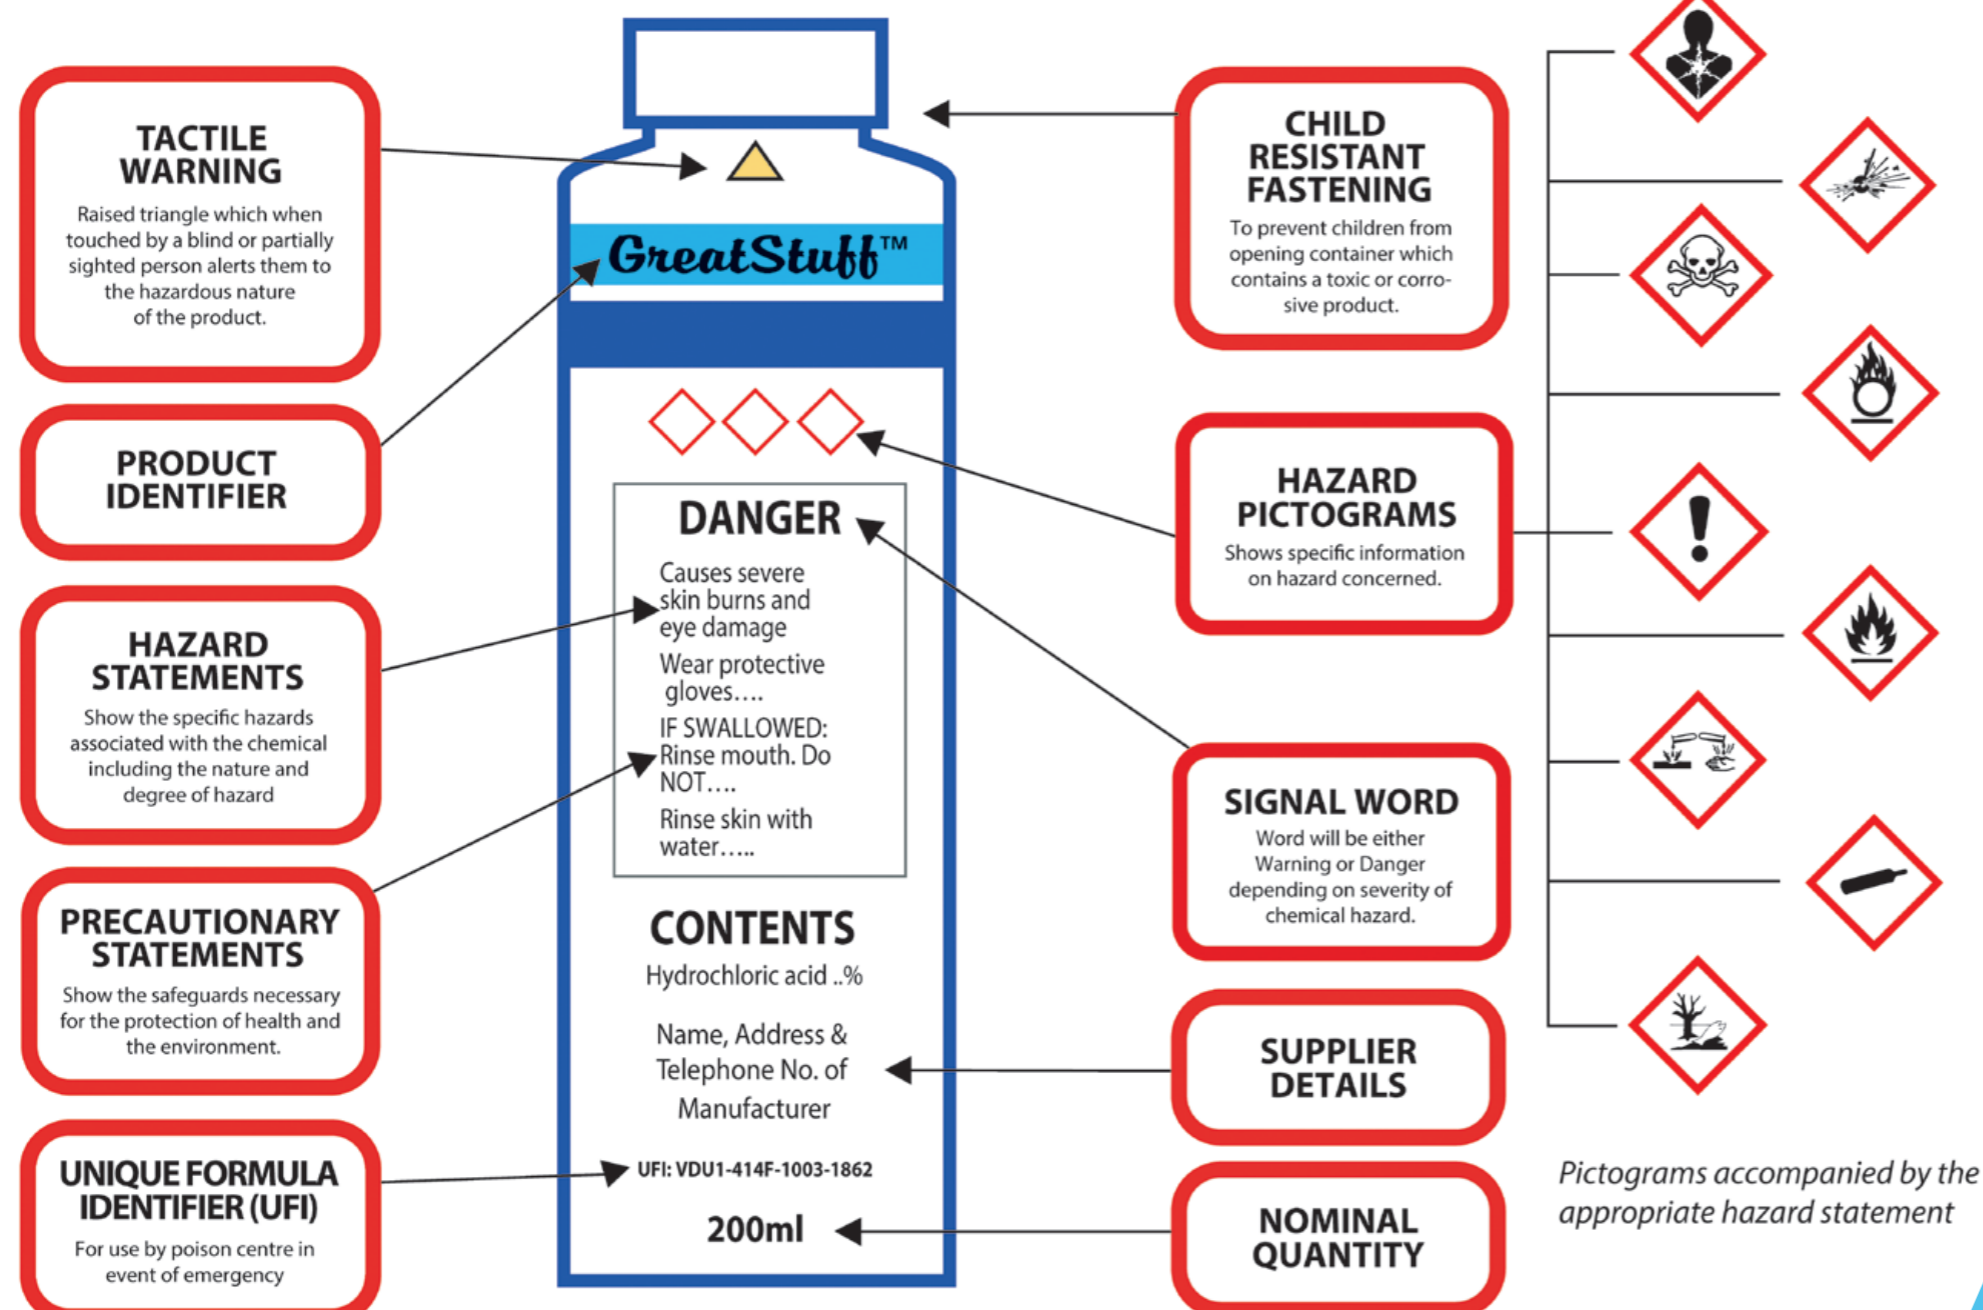 TACTILE
WARNING
Raised triangle which when
touched by a blind or partially
sighted person alerts them to
the hazardous nature
of the product.
PRODUCT
IDENTIFIER
HAZARD
STATEMENTS
Show the specific hazards
associated with the chemical
including the nature and
degree of hazard
PRECAUTIONARY
STATEMENTS
Show the safeguards necessary
for the protection of health and
the environment.
UNIQUE FORMULA
IDENTIFIER (UFI)
For use by poison centre in
event of emergency
GreatStuff™
DANGER
Causes severe
skin burns and
eye damage
Wear protective
gloves....
IF SWALLOWED:
Rinse mouth. Do
NOT....
Rinse skin with
water.....
CONTENTS
Hydrochloric acid ..%
Name, Address &
Telephone No. of
Manufacturer
UFI: VDU1-414F-1003-1862
200ml
CHILD
RESISTANT
FASTENING
To prevent children from
opening container which
contains a toxic or corro-
sive product.
HAZARD
PICTOGRAMS
Shows specific information
on hazard concerned.
SIGNAL WORD
Word will be either
Warning or Danger
depending on severity of
chemical hazard.
SUPPLIER
DETAILS
NOMINAL
QUANTITY
Pictograms accompanied by the
appropriate hazard statement